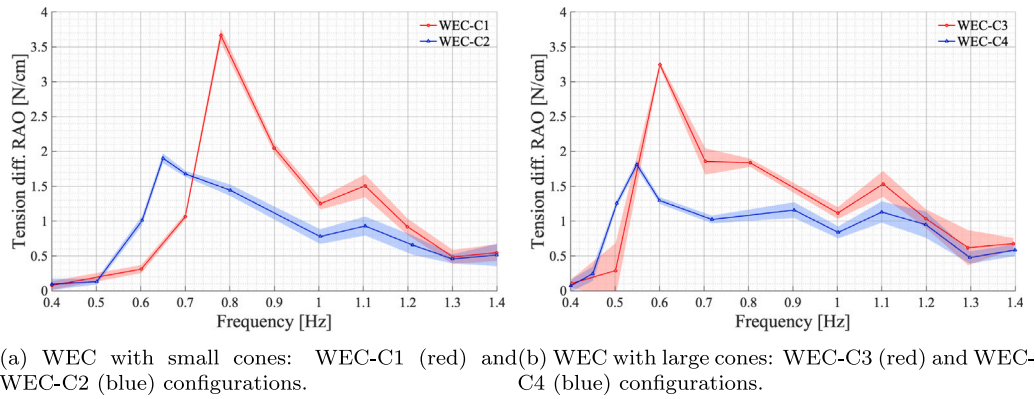 4
3.5
3
2.5
2
1.5
1
0.5
0
Tension diff. RAO [N/cm]
WEC-C1
WEC-C2
0.4 0.5 0.6 0.7 0.8 0.9 1 1.1 1.2 1.3 1.4
Frequency [Hz]
4
3.5
3
2.5
2
1.5
1
0.5
0
Tension diff. RAO [N/cm]
WEC-C3
WEC-C4
0.4 0.5 0.6 0.7 0.8 0.9 1 1.1 1.2 1.3 1.4
Frequency [Hz]
(a) WEC with small cones: WEC-C1 (red) and
WEC-C2 (blue) configurations.
(b) WEC with large cones: WEC-C3 (red) and WEC-
C4 (blue) configurations.